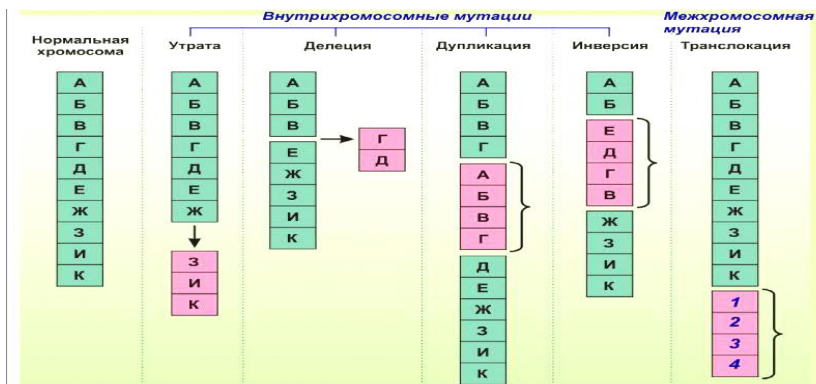 Внутрихромосомные мутации
Межхромосомная
мутация
Нормальная
хромосома
Утрата
Делеция
Дупликация
Инверсия
Транслокация
А
Б
В
Г
Д
Е
Ж
З
И
К
А
Б
В
Г
Д
Е
Ж
З
И
К
А
Б
В
Е
Ж
З
И
К
Г
Д
А
Б
В
Г
А
Б
В
Г
Д
Е
Ж
З
И
К
А
Б
Е
Д
Г
В
Ж
З
И
К
А
Б
В
Г
Д
Е
Ж
З
И
К
1
2
3
4